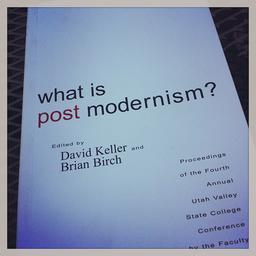 what is
post modernism?
Edited by
David Keller and
Brian Birch
Proceedings
of the Fourth
Annual
Utah Valley
State College
Conference
by the Faculty